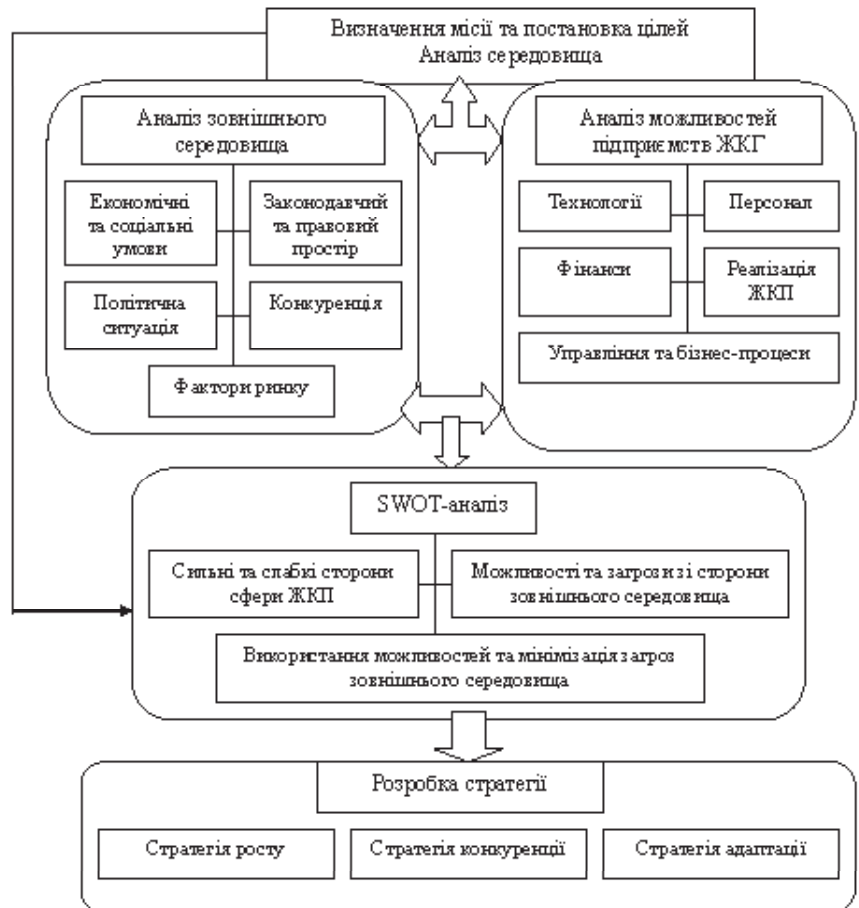 Визначення місії та постановка цілей
Аналіз середовища
Аналіз зовнішнього
середовища
Економічні
та соціальні
умови
Законодавчий
та правовий
простір
Політична
ситуація
Конкуренція
Фактори ринку
Аналіз можливостей
підприємств ЖКГ
Технології
Персонал
Фінанси
Реалізація
ЖКП
Управління та бізнес-процеси
SWOT-аналіз
Сильні та слабкі сторони
сфери ЖКП
Можливості та загрози зі сторони
зовнішнього середовища
Використання можливостей та мінімізація загроз
зовнішнього середовища
Розробка стратегії
Стратегія росту
Стратегія конкуренції
Стратегія адаптації